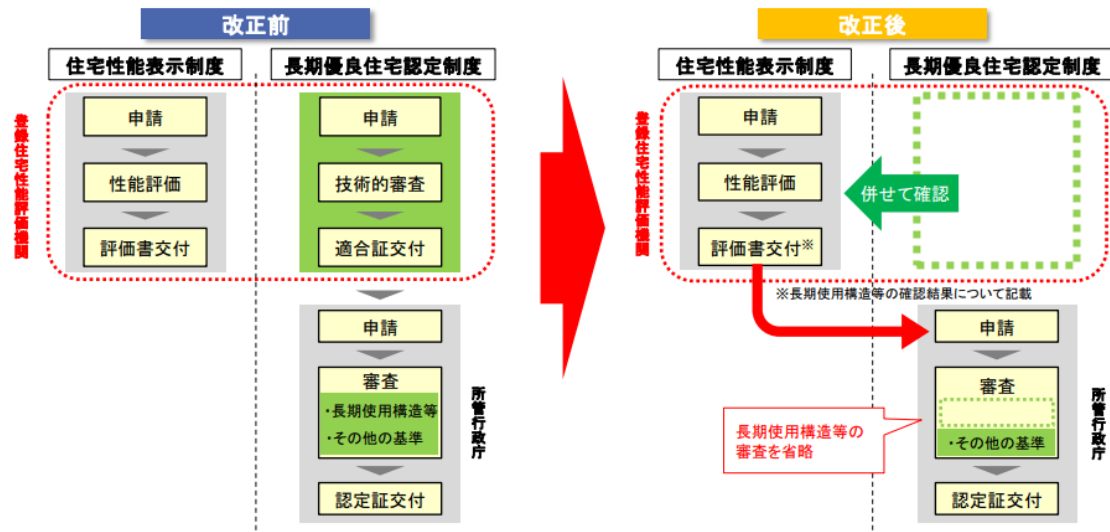 改正前
住宅性能表示制度
長期優良住宅認定制度
登録住宅性能評価機関
申請
性能評価
評価書交付
申請
技術的審査
適合証交付
申請
審査
・長期使用構造等
・その他の基準
認定証交付
所管行政庁
改正後
住宅性能表示制度
長期優良住宅認定制度
登録住宅性能評価機関
申請
性能評価
評価書交付※
併せて確認
※長期使用構造等の確認結果について記載
申請
審査
・その他の基準
認定証交付
長期使用構造等の
審査を省略
所管行政庁